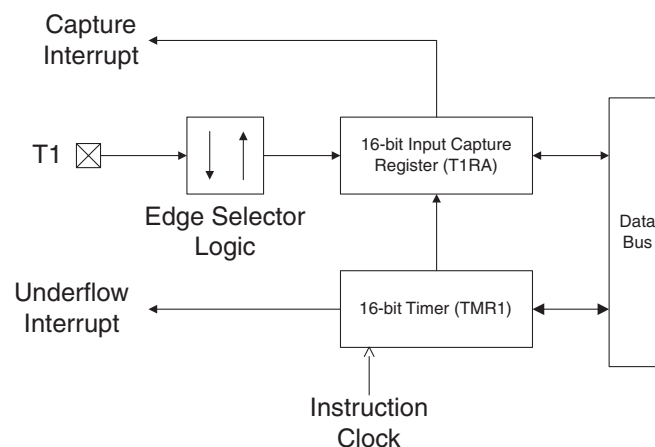 Capture
Interrupt
T1
16-bit Input Capture
Register (T1RA)
Edge Selector
Logic
Data
Bus
Underflow
Interrupt
16-bit Timer (TMR1)
Instruction
Clock